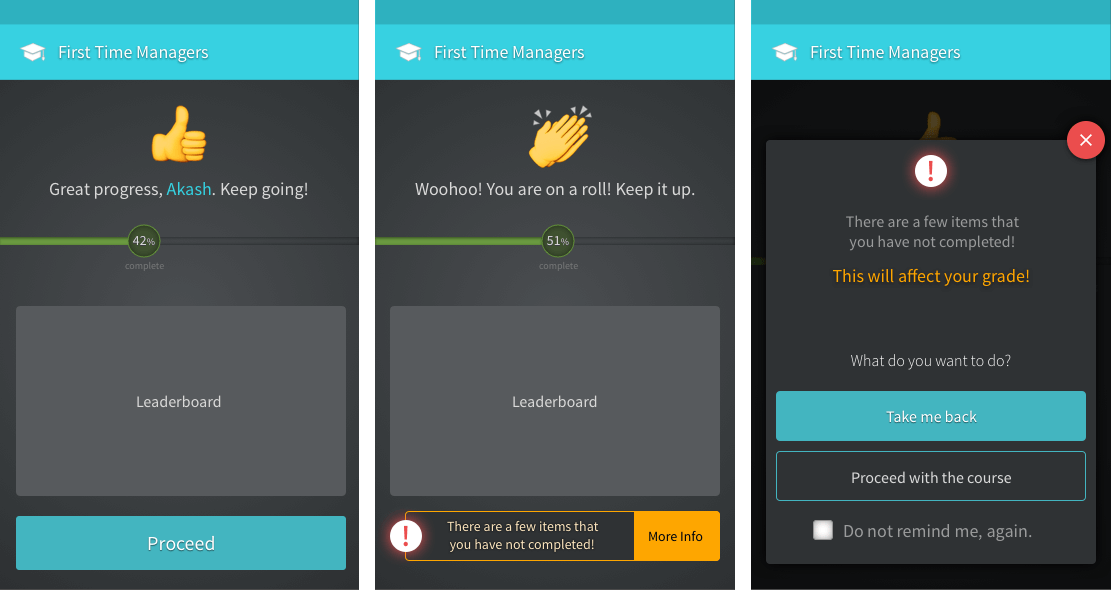 First Time Managers
Great progress, Akash. Keep going!
42%
complete
Leaderboard
Proceed
First Time Managers
Woohoo! You are on a roll! Keep it up.
51%
complete
Leaderboard
!
There are a few items that
you have not completed!
More Info
First Time Managers
!
There are a few items that
you have not completed!
This will affect your grade!
What do you want to do?
Take me back
Proceed with the course
Do not remind me, again.